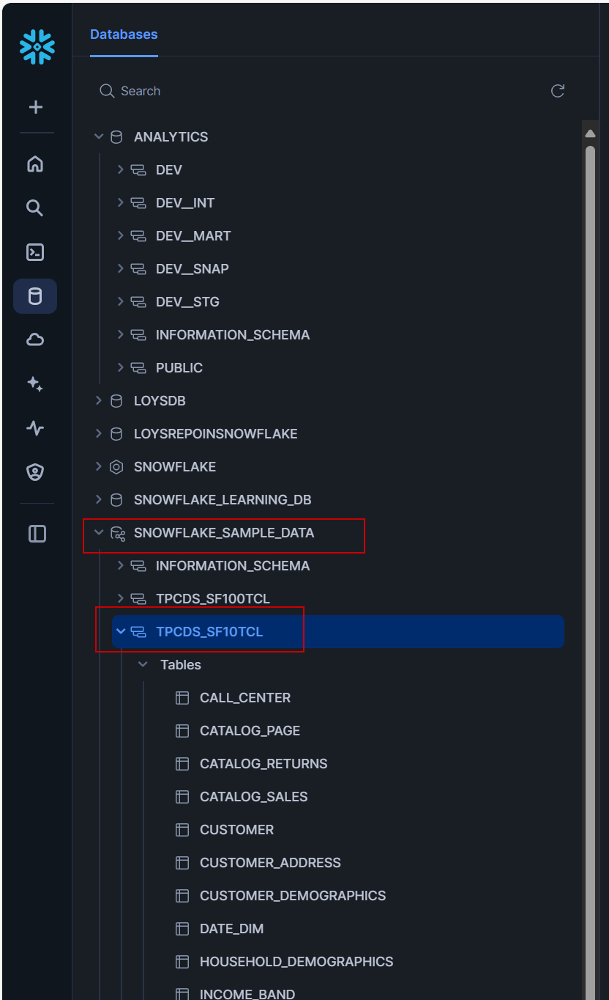 Databases
Search
ANALYTICS
DEV
DEV__INT
DEV__MART
DEV__SNAP
DEV__STG
INFORMATION_SCHEMA
PUBLIC
LOYSDB
LOYSREPOINSNOWFLAKE
SNOWFLAKE
SNOWFLAKE_LEARNING_DB
SNOWFLAKE_SAMPLE_DATA
INFORMATION_SCHEMA
TPCDS_SF100TCL
TPCDS_SF10TCL
Tables
CALL_CENTER
CATALOG_PAGE
CATALOG_RETURNS
CATALOG_SALES
CUSTOMER
CUSTOMER_ADDRESS
CUSTOMER_DEMOGRAPHICS
DATE_DIM
HOUSEHOLD_DEMOGRAPHICS
INCOME_BAND